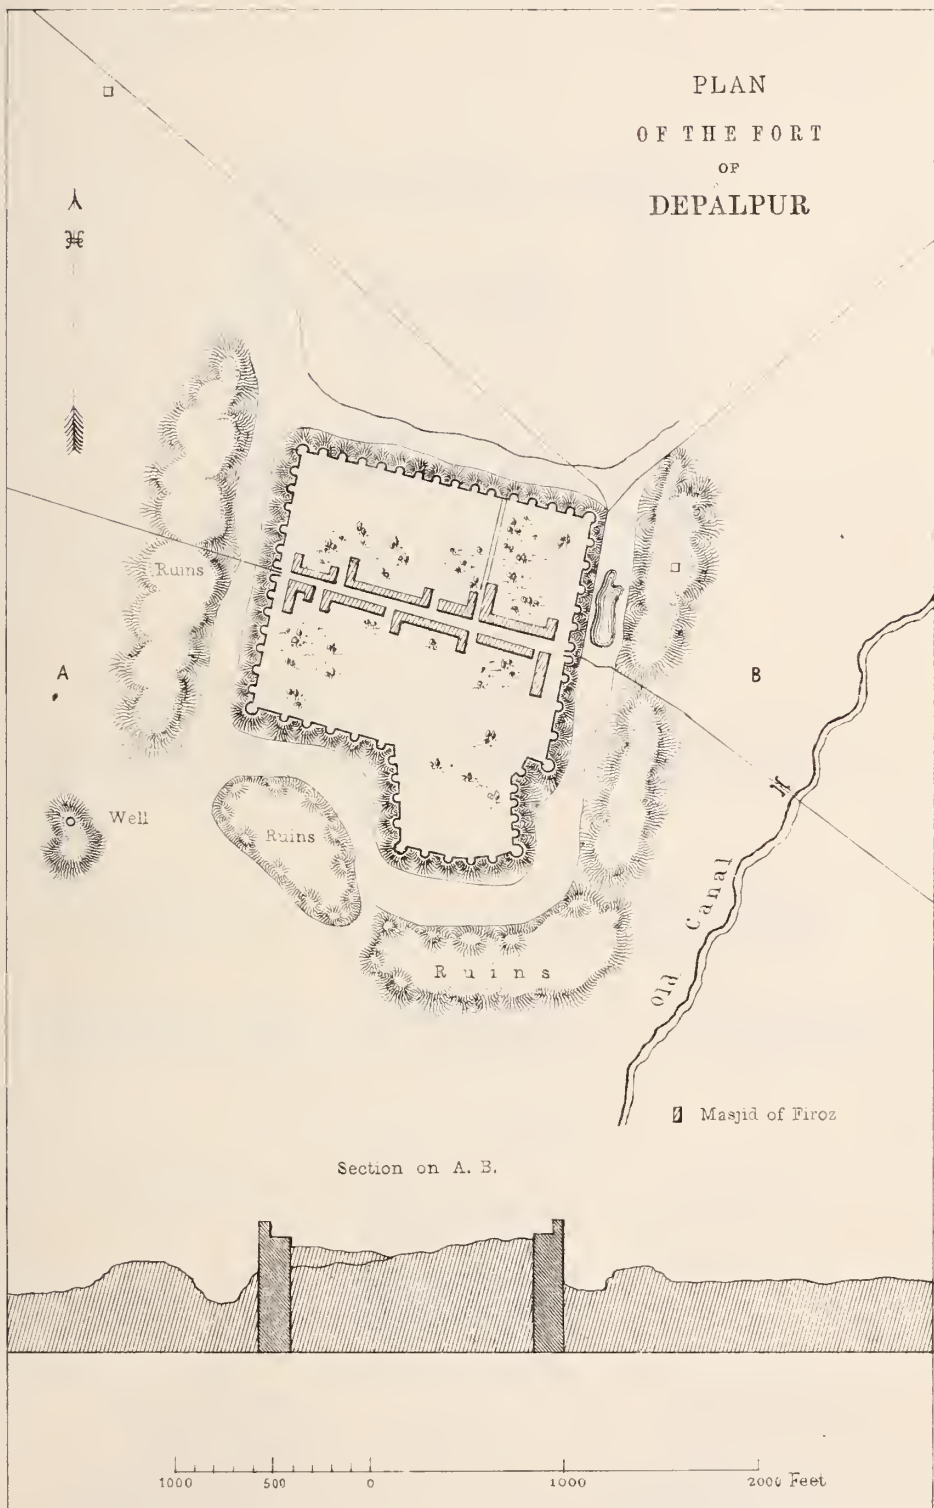 PLAN
OF THE FORT
OF
DEPÂLPUR
Ruins
A
B
Well
Ruins
Ruins
Old Canal
Masjid of Firoz
Section on A. B.
1000 500 0 1000 2000 Feet